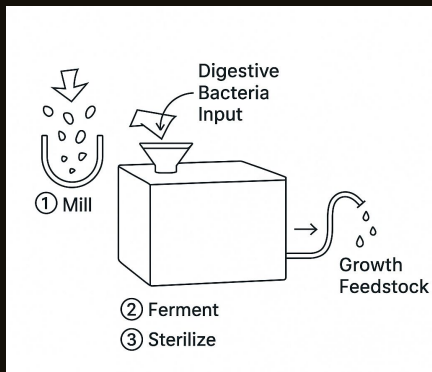 Digestive
Bacteria
Input
① Mill
Growth
Feedstock
② Ferment
③ Sterilize